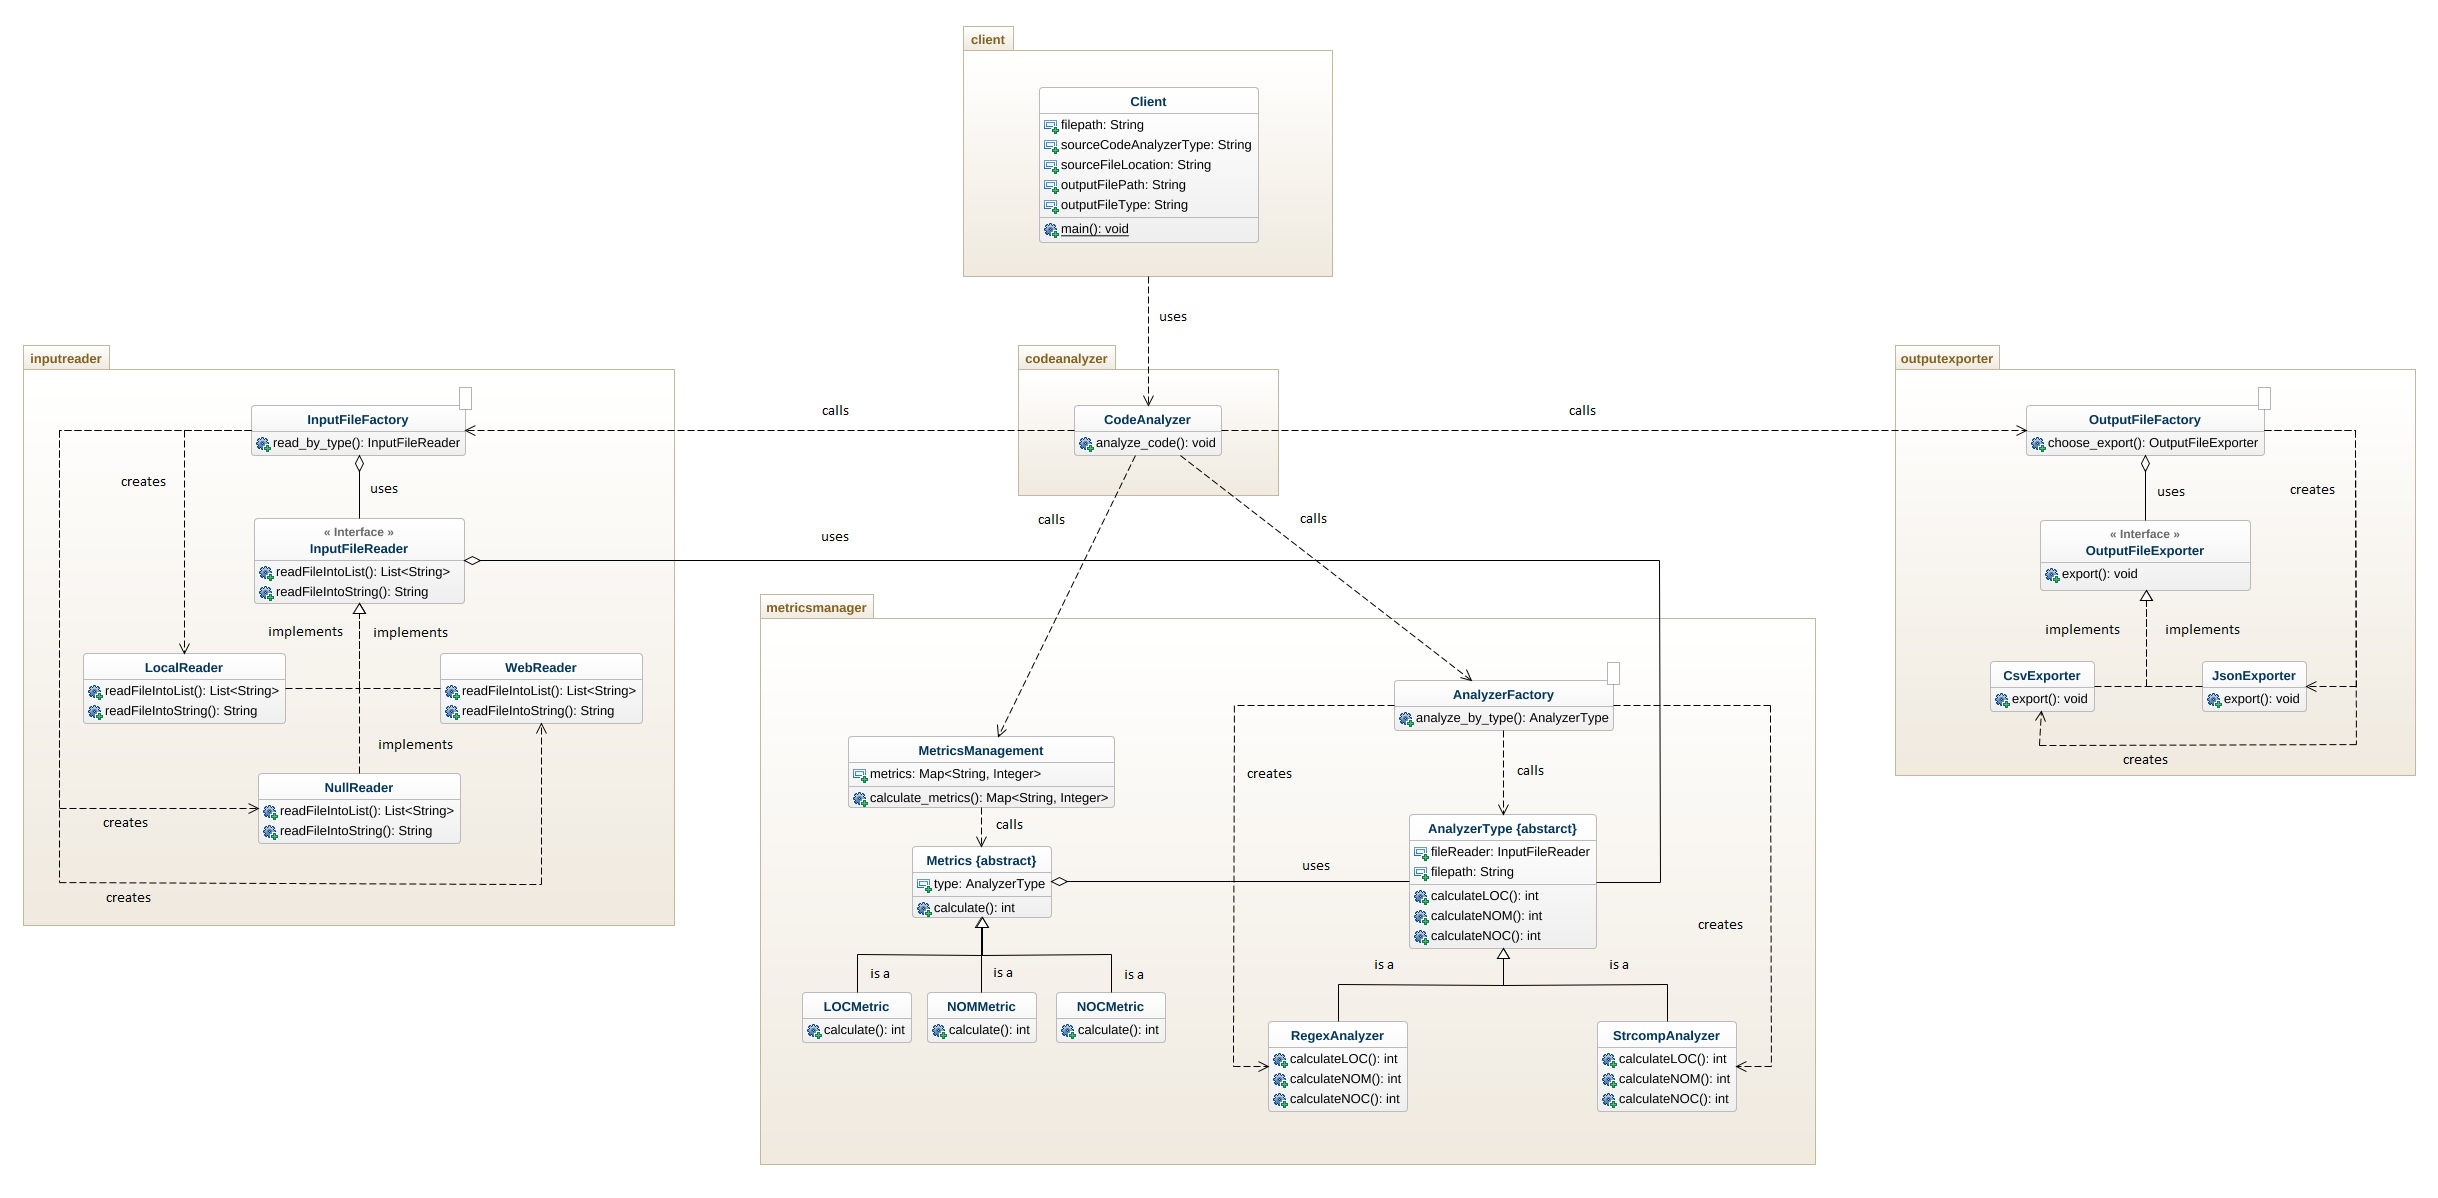 client
Client
filepath: String
sourceCodeAnalyzerType: String
sourceFileLocation: String
outputFilePath: String
outputFileType: String
main(): void
uses
inputreader
InputFileFactory
read_by_type(): InputFileReader
creates
uses
« Interface »
InputFileReader
readFileIntoList(): List<String>
readFileIntoString(): String
implements
implements
LocalReader
readFileIntoList(): List<String>
readFileIntoString(): String
WebReader
readFileIntoList(): List<String>
readFileIntoString(): String
implements
NullReader
readFileIntoList(): List<String>
readFileIntoString(): String
creates
creates
calls
codeanalyzer
CodeAnalyzer
analyze_code(): void
calls
calls
calls
uses
metricsmanager
MetricsManagement
metrics: Map<String, Integer>
calculate_metrics(): Map<String, Integer>
calls
Metrics {abstract}
type: AnalyzerType
calculate(): int
is a
is a
is a
LOCMetric
calculate(): int
NOMMetric
calculate(): int
NOCMetric
calculate(): int
uses
AnalyzerFactory
analyze_by_type(): AnalyzerType
creates
calls
creates
AnalyzerType {abstarct}
fileReader: InputFileReader
filepath: String
calculateLOC(): int
calculateNOM(): int
calculateNOC(): int
is a
is a
RegexAnalyzer
calculateLOC(): int
calculateNOM(): int
calculateNOC(): int
StrcompAnalyzer
calculateLOC(): int
calculateNOM(): int
calculateNOC(): int
outputexporter
OutputFileFactory
choose_export(): OutputFileExporter
uses
creates
« Interface »
OutputFileExporter
export(): void
implements
implements
CsvExporter
export(): void
JsonExporter
export(): void
creates